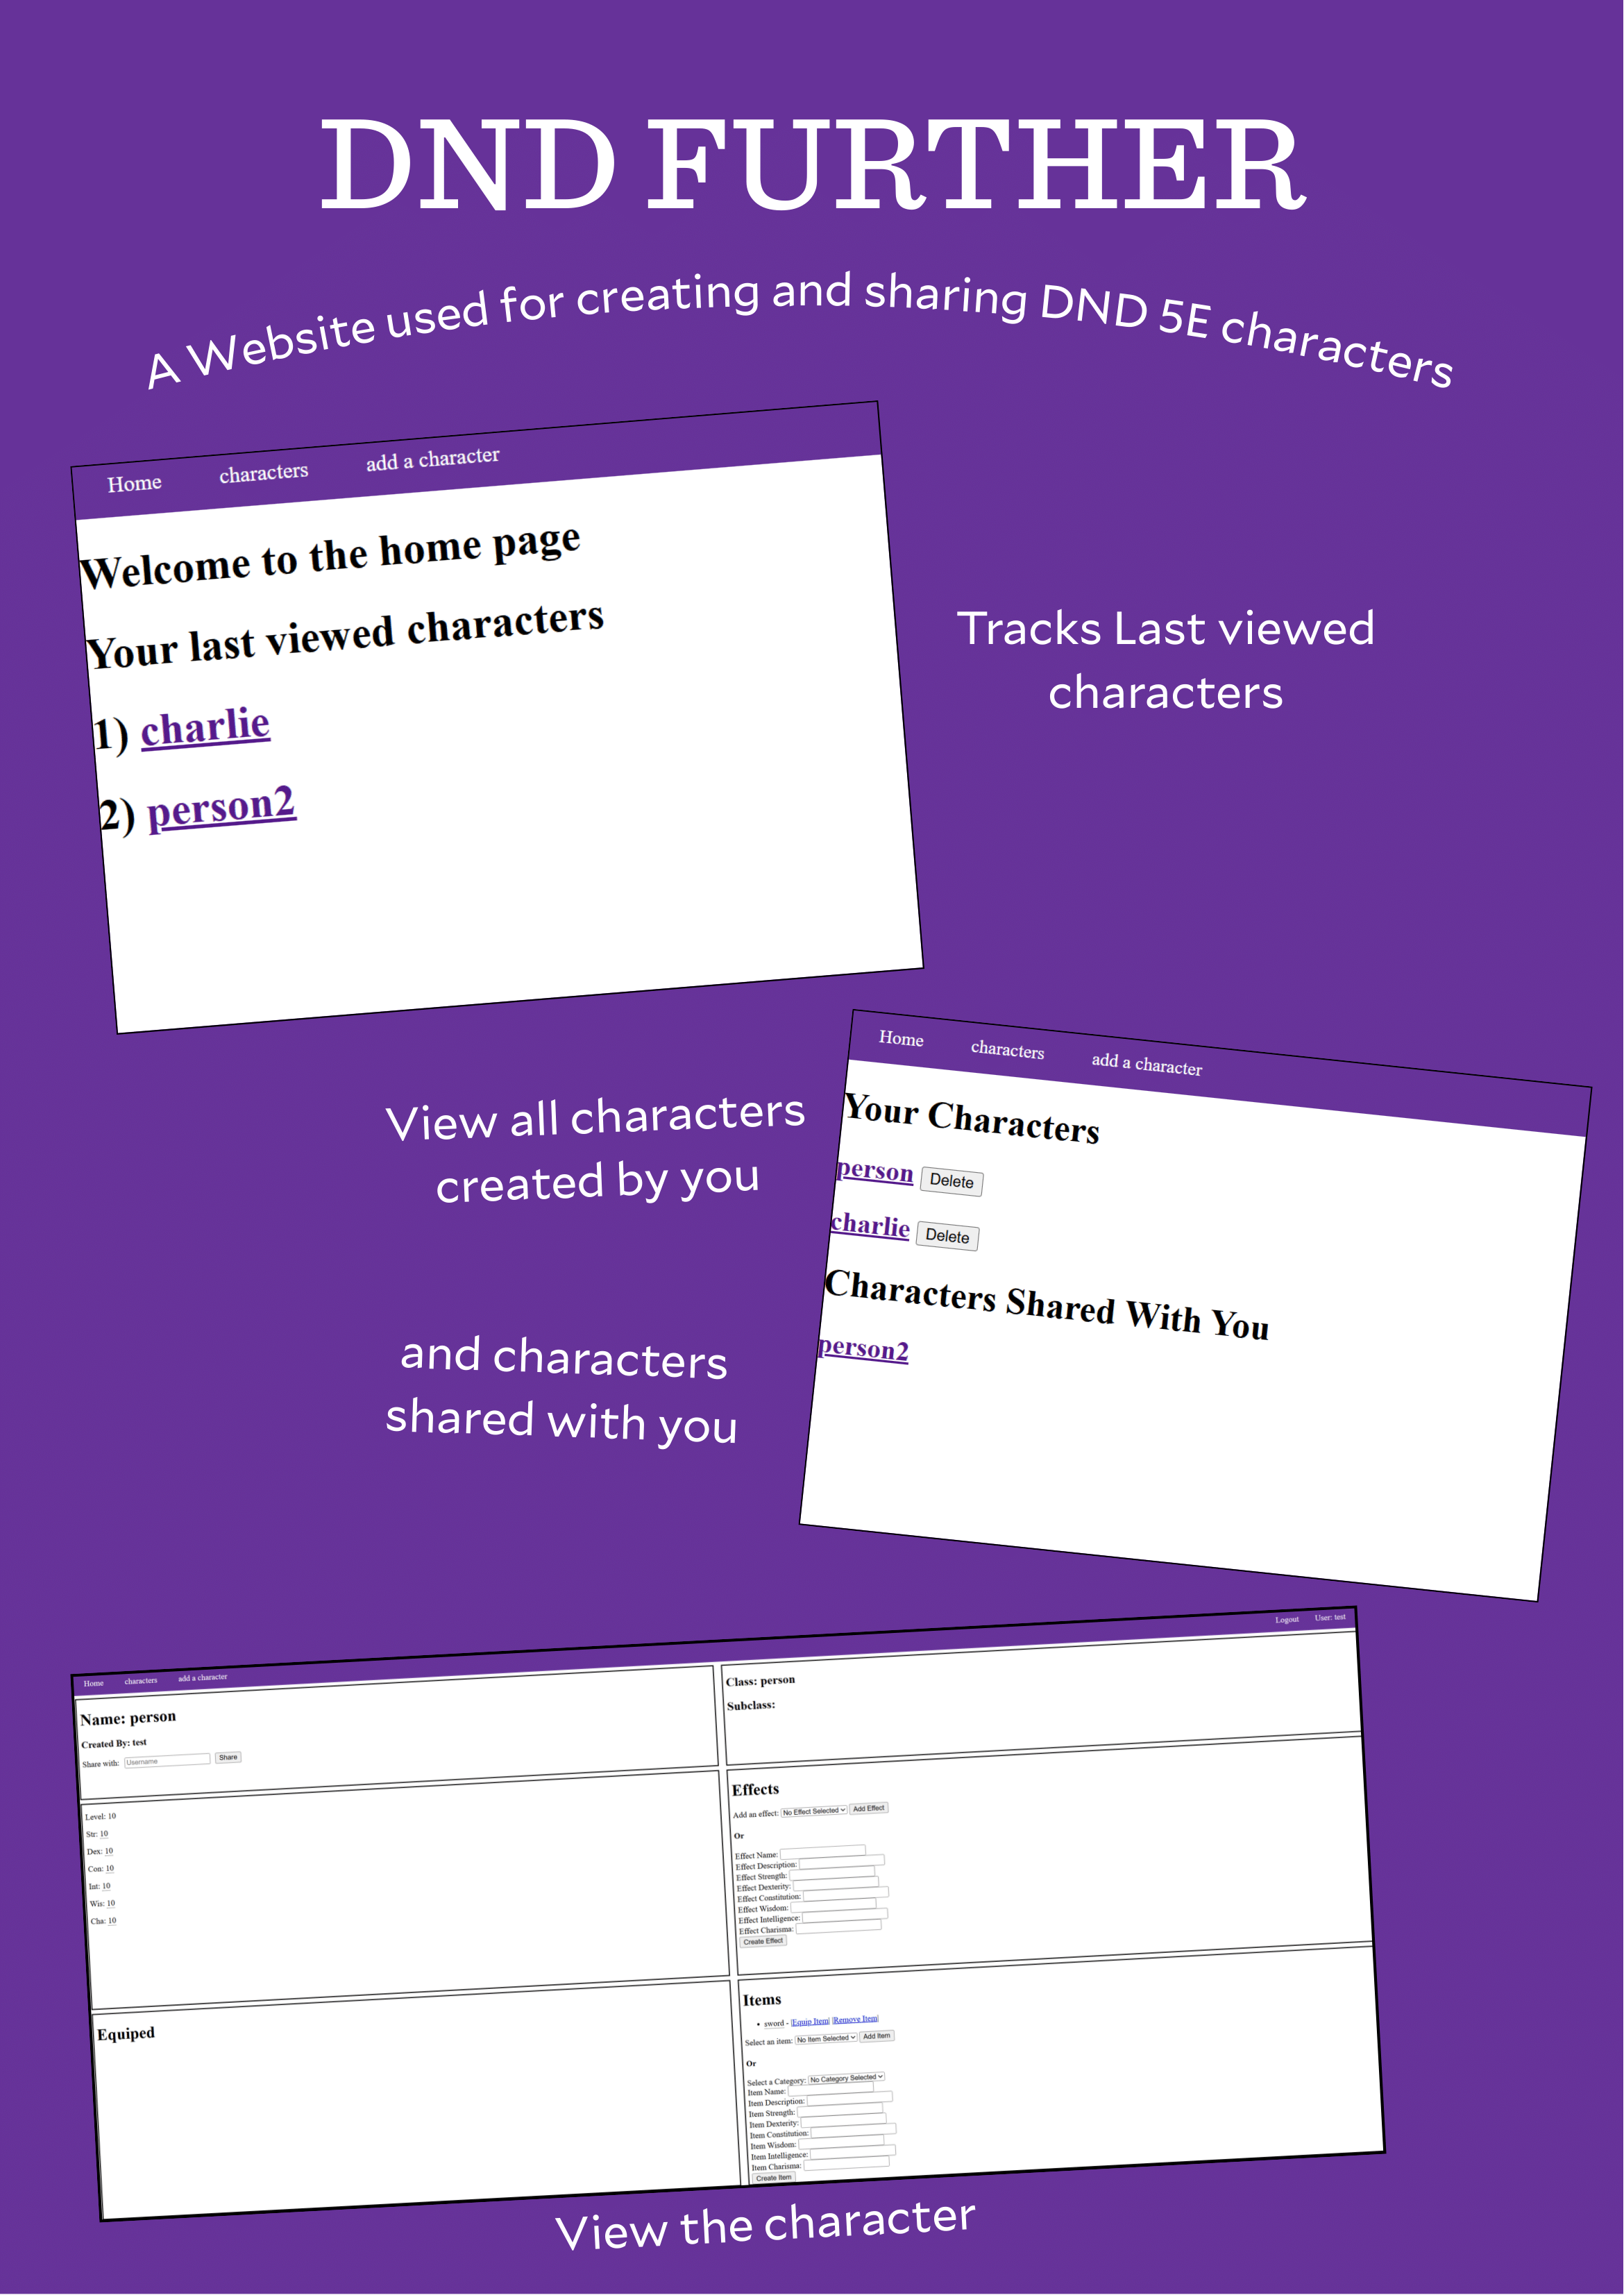 DND FURTHER
A Website used for creating and sharing DND 5E characters
Home characters add a character
Welcome to the home page
Your last viewed characters
1) charlie
2) person2
Tracks Last viewed
characters
Home characters add a character
Your Characters
person Delete
charlie Delete
Characters Shared With You
person2
View all characters
created by you
and characters
shared with you
Home characters add a character Logout User: test
Name: person
Created By: test
Share with: Username Share
Class: person
Subclass:
Level: 10
Str: 10
Dex: 10
Con: 10
Int: 10
Wis: 10
Cha: 10
Effects
Add an effect: No Effect Selected Add Effect
Or
Effect Name:
Effect Description:
Effect Strength:
Effect Dexterity:
Effect Constitution:
Effect Wisdom:
Effect Intelligence:
Effect Charisma:
Create Effect
Equiped
Items
• sword - |Equip Item| |Remove Item|
Select an item: No Item Selected Add Item
Or
Select a Category: No Category Selected
Item Name:
Item Description:
Item Strength:
Item Dexterity:
Item Constitution:
Item Wisdom:
Item Intelligence:
Item Charisma:
Create Item
View the character